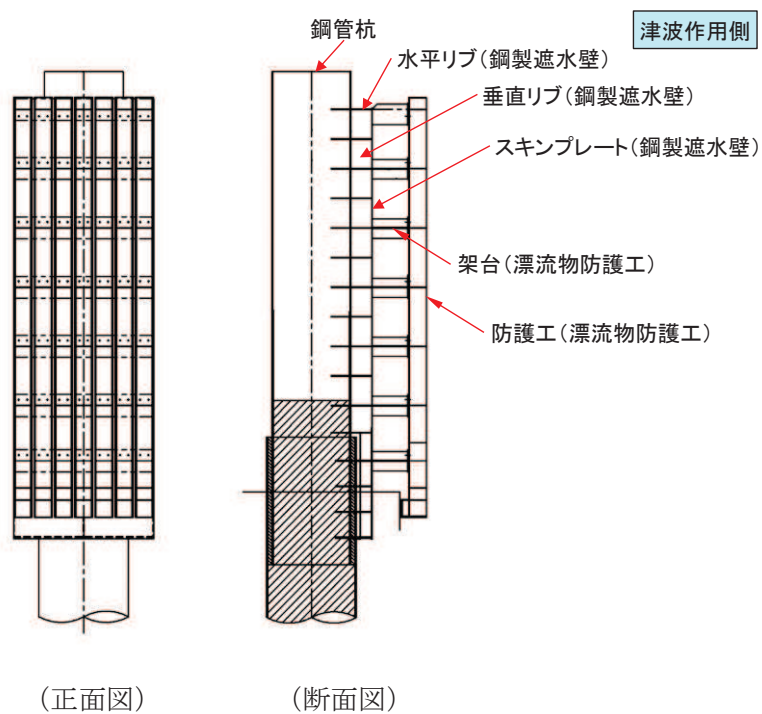 津波作用側
鋼管杭
水平リブ(鋼製遮水壁)
垂直リブ(鋼製遮水壁)
スキンプレート(鋼製遮水壁)
架台(漂流物防護工)
防護工(漂流物防護工)
(正面図)
(断面図)